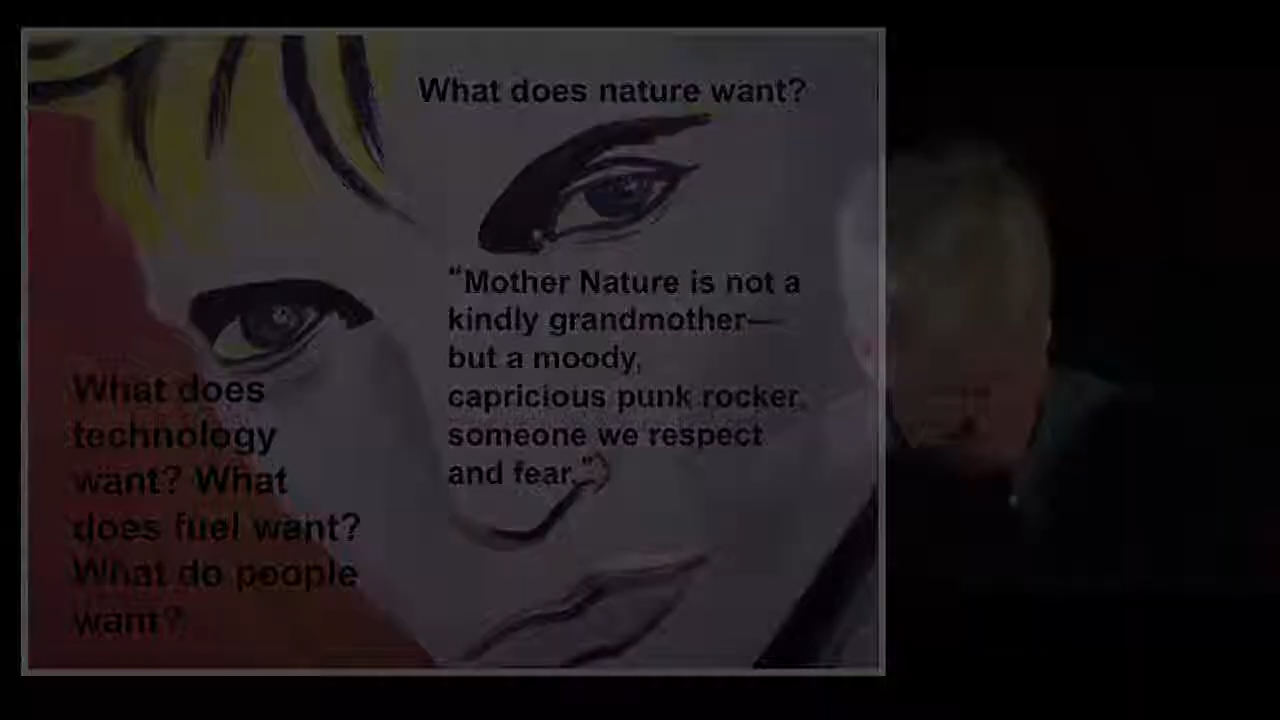 What does nature want?
“Mother Nature is not a
kindly grandmother—
but a moody,
capricious punk rocker,
someone we respect
and fear.”
What does
technology
want? What
does fuel want?
What do people
want?